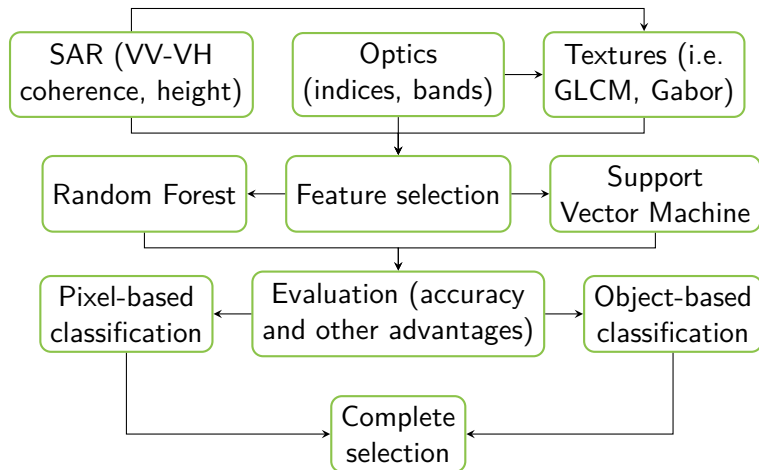 SAR (VV-VH
coherence, height)
Optics
(indices, bands)
Textures (i.e.
GLCM, Gabor)
Random Forest
Feature selection
Support
Vector Machine
Pixel-based
classification
Evaluation (accuracy
and other advantages)
Object-based
classification
Complete
selection